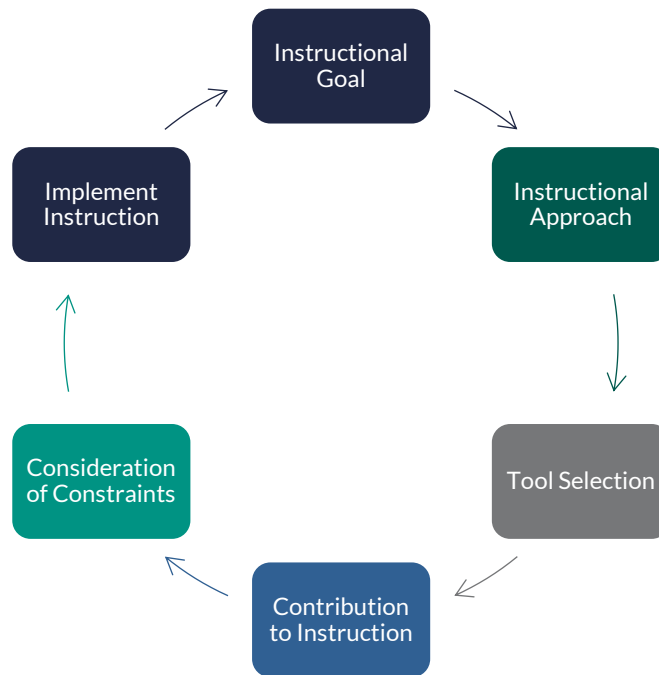 Instructional
Goal
Instructional
Approach
Tool Selection
Contribution
to Instruction
Consideration
of Constraints
Implement
Instruction